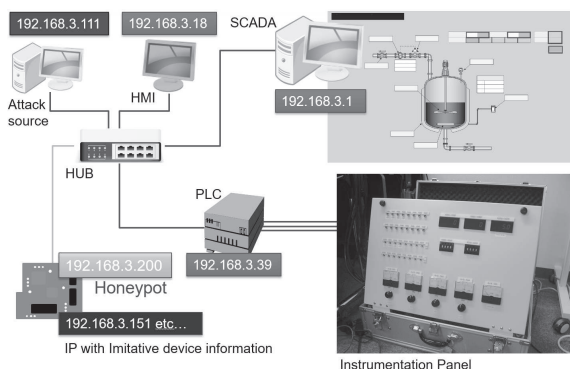 192.168.3.111
192.168.3.18
SCADA
HMI
Attack
source
192.168.3.1
HUB
PLC
192.168.3.200
Honeypot
192.168.3.39
192.168.3.151 etc…
IP with Imitative device information
Instrumentation Panel